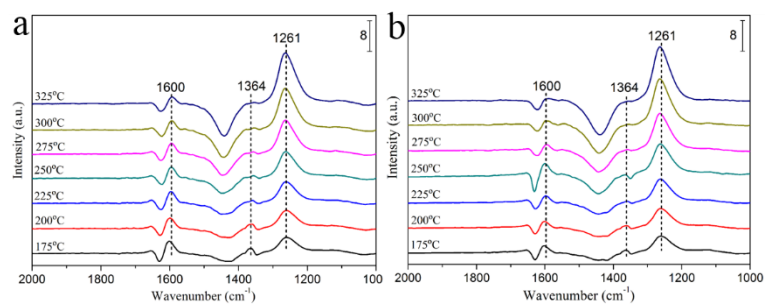 a
1261
8
1600
1364
325°C
300°C
275°C
250°C
225°C
200°C
175°C
Intensity (a.u.)
2000 1800 1600 1400 1200 100
Wavenumber (cm⁻¹)
b
1261
8
1600
1364
325°C
300°C
275°C
250°C
225°C
200°C
175°C
Intensity (a.u.)
2000 1800 1600 1400 1200 1000
Wavenumber (cm⁻¹)